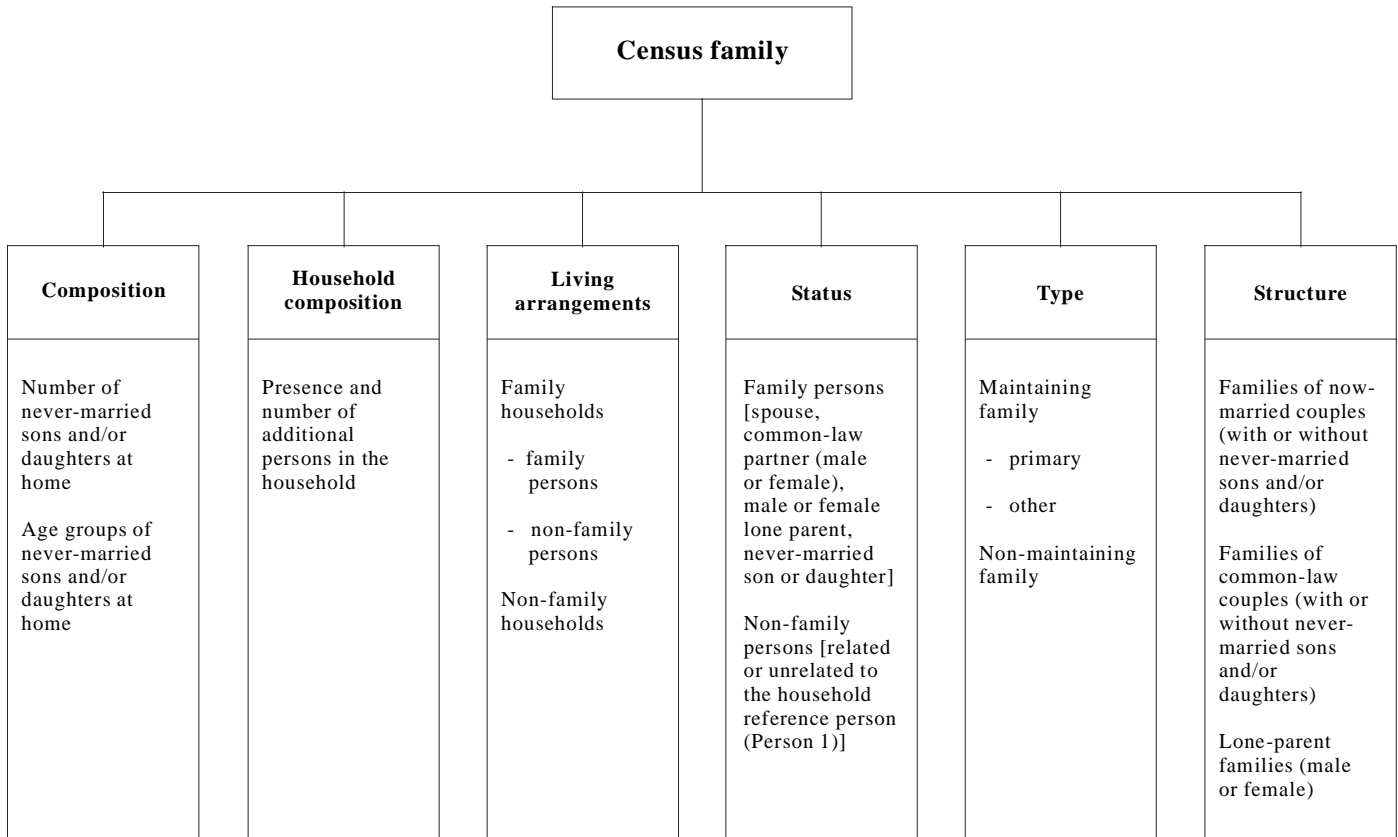 Census family
Composition
Number of
never-married
sons and/or
daughters at
home
Age groups of
never-married
sons and/or
daughters at
home
Household
composition
Presence and
number of
additional
persons in the
household
Living
arrangements
Family
households
- family
persons
- non-family
persons
Non-family
households
Status
Family persons
[spouse,
common-law
partner (male
or female),
male or female
lone parent,
never-married
son or daughter]
Non-family
persons [related
or unrelated to
the household
reference person
(Person 1)]
Type
Maintaining
family
- primary
- other
Non-maintaining
family
Structure
Families of now-
married couples
(with or without
never-married
sons and/or
daughters)
Families of
common-law
couples (with or
without never-
married sons
and/or
daughters)
Lone-parent
families (male
or female)